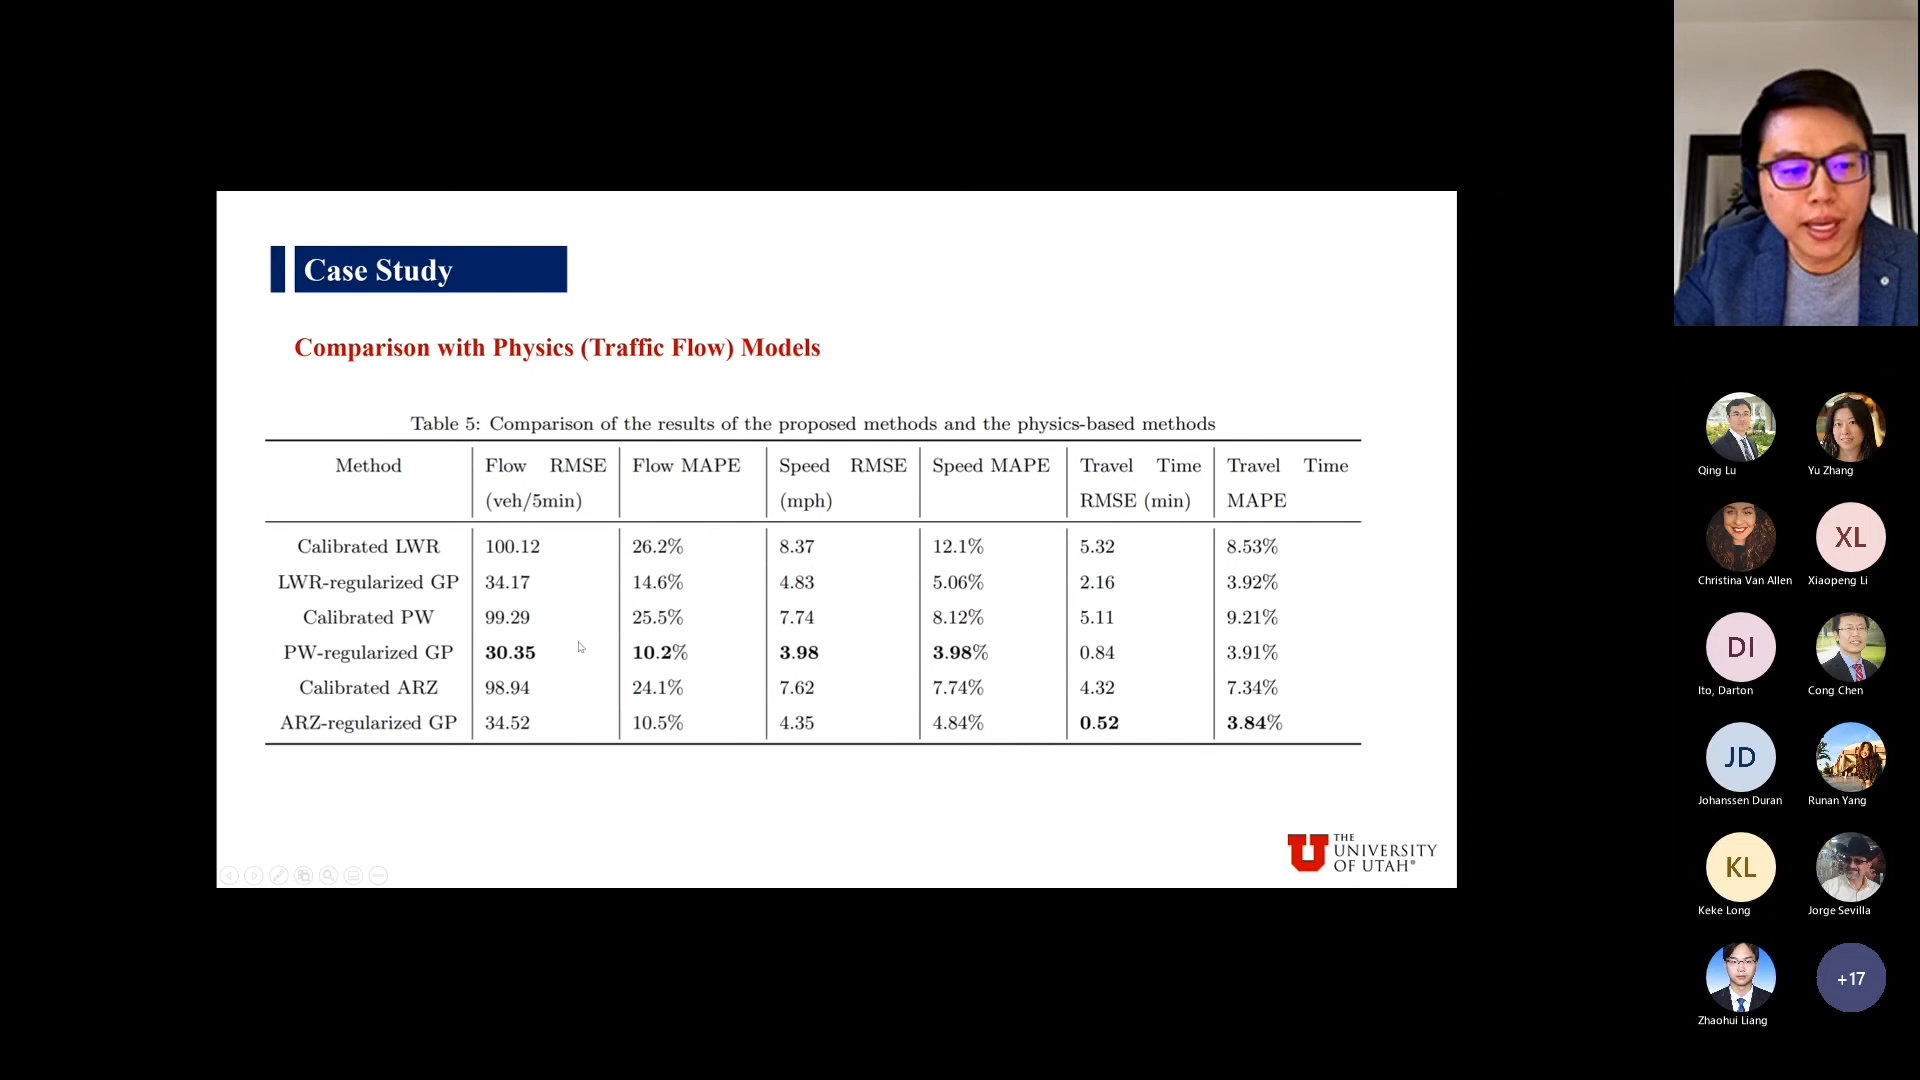 Case Study
Comparison with Physics (Traffic Flow) Models
Table 5: Comparison of the results of the proposed methods and the physics-based methods
Method Flow RMSE (veh/5min) Flow MAPE Speed RMSE (mph) Speed MAPE Travel Time RMSE (min) Travel Time MAPE
Calibrated LWR 100.12 26.2% 8.37 12.1% 5.32 8.53%
LWR-regularized GP 34.17 14.6% 4.83 5.06% 2.16 3.92%
Calibrated PW 99.29 25.5% 7.74 8.12% 5.11 9.21%
PW-regularized GP 30.35 10.2% 3.98 3.98% 0.84 3.91%
Calibrated ARZ 98.94 24.1% 7.62 7.74% 4.32 7.34%
ARZ-regularized GP 34.52 10.5% 4.35 4.84% 0.52 3.84%
THE
UNIVERSITY
OF UTAH®
Qing Lu
Yu Zhang
Christina Van Allen
XL
Xiaopeng Li
DI
Ito, Darton
Cong Chen
JD
Johanssen Duran
Runan Yang
KL
Keke Long
Jorge Sevilla
Zhaohui Liang
+17